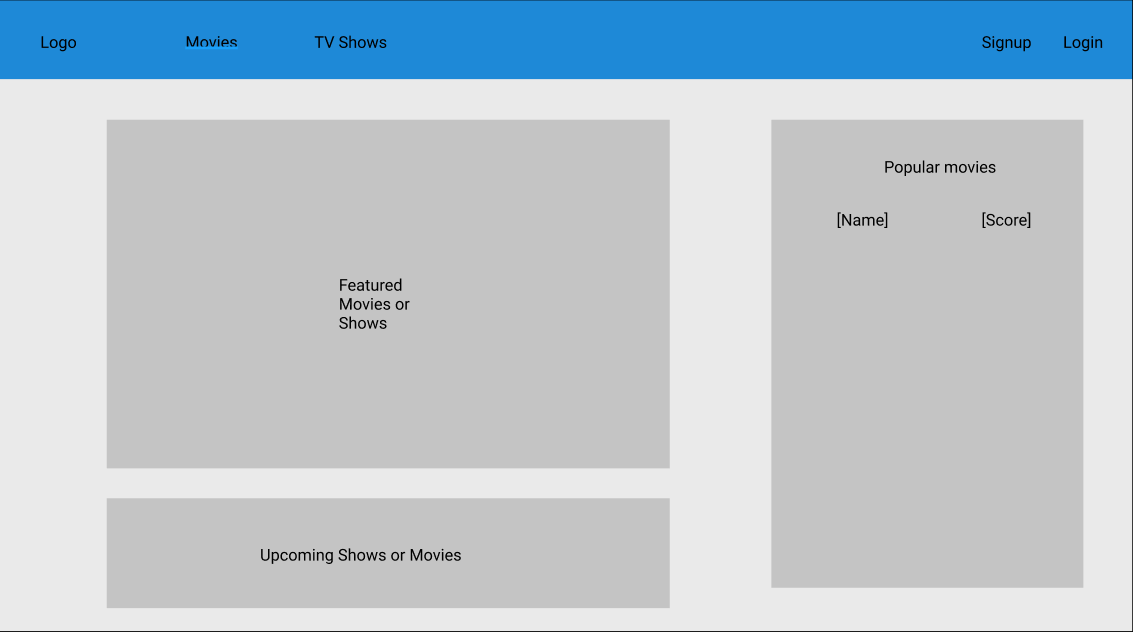 Logo
Movies
TV Shows
Signup
Login
Featured
Movies or
Shows
Upcoming Shows or Movies
Popular movies
[Name]
[Score]